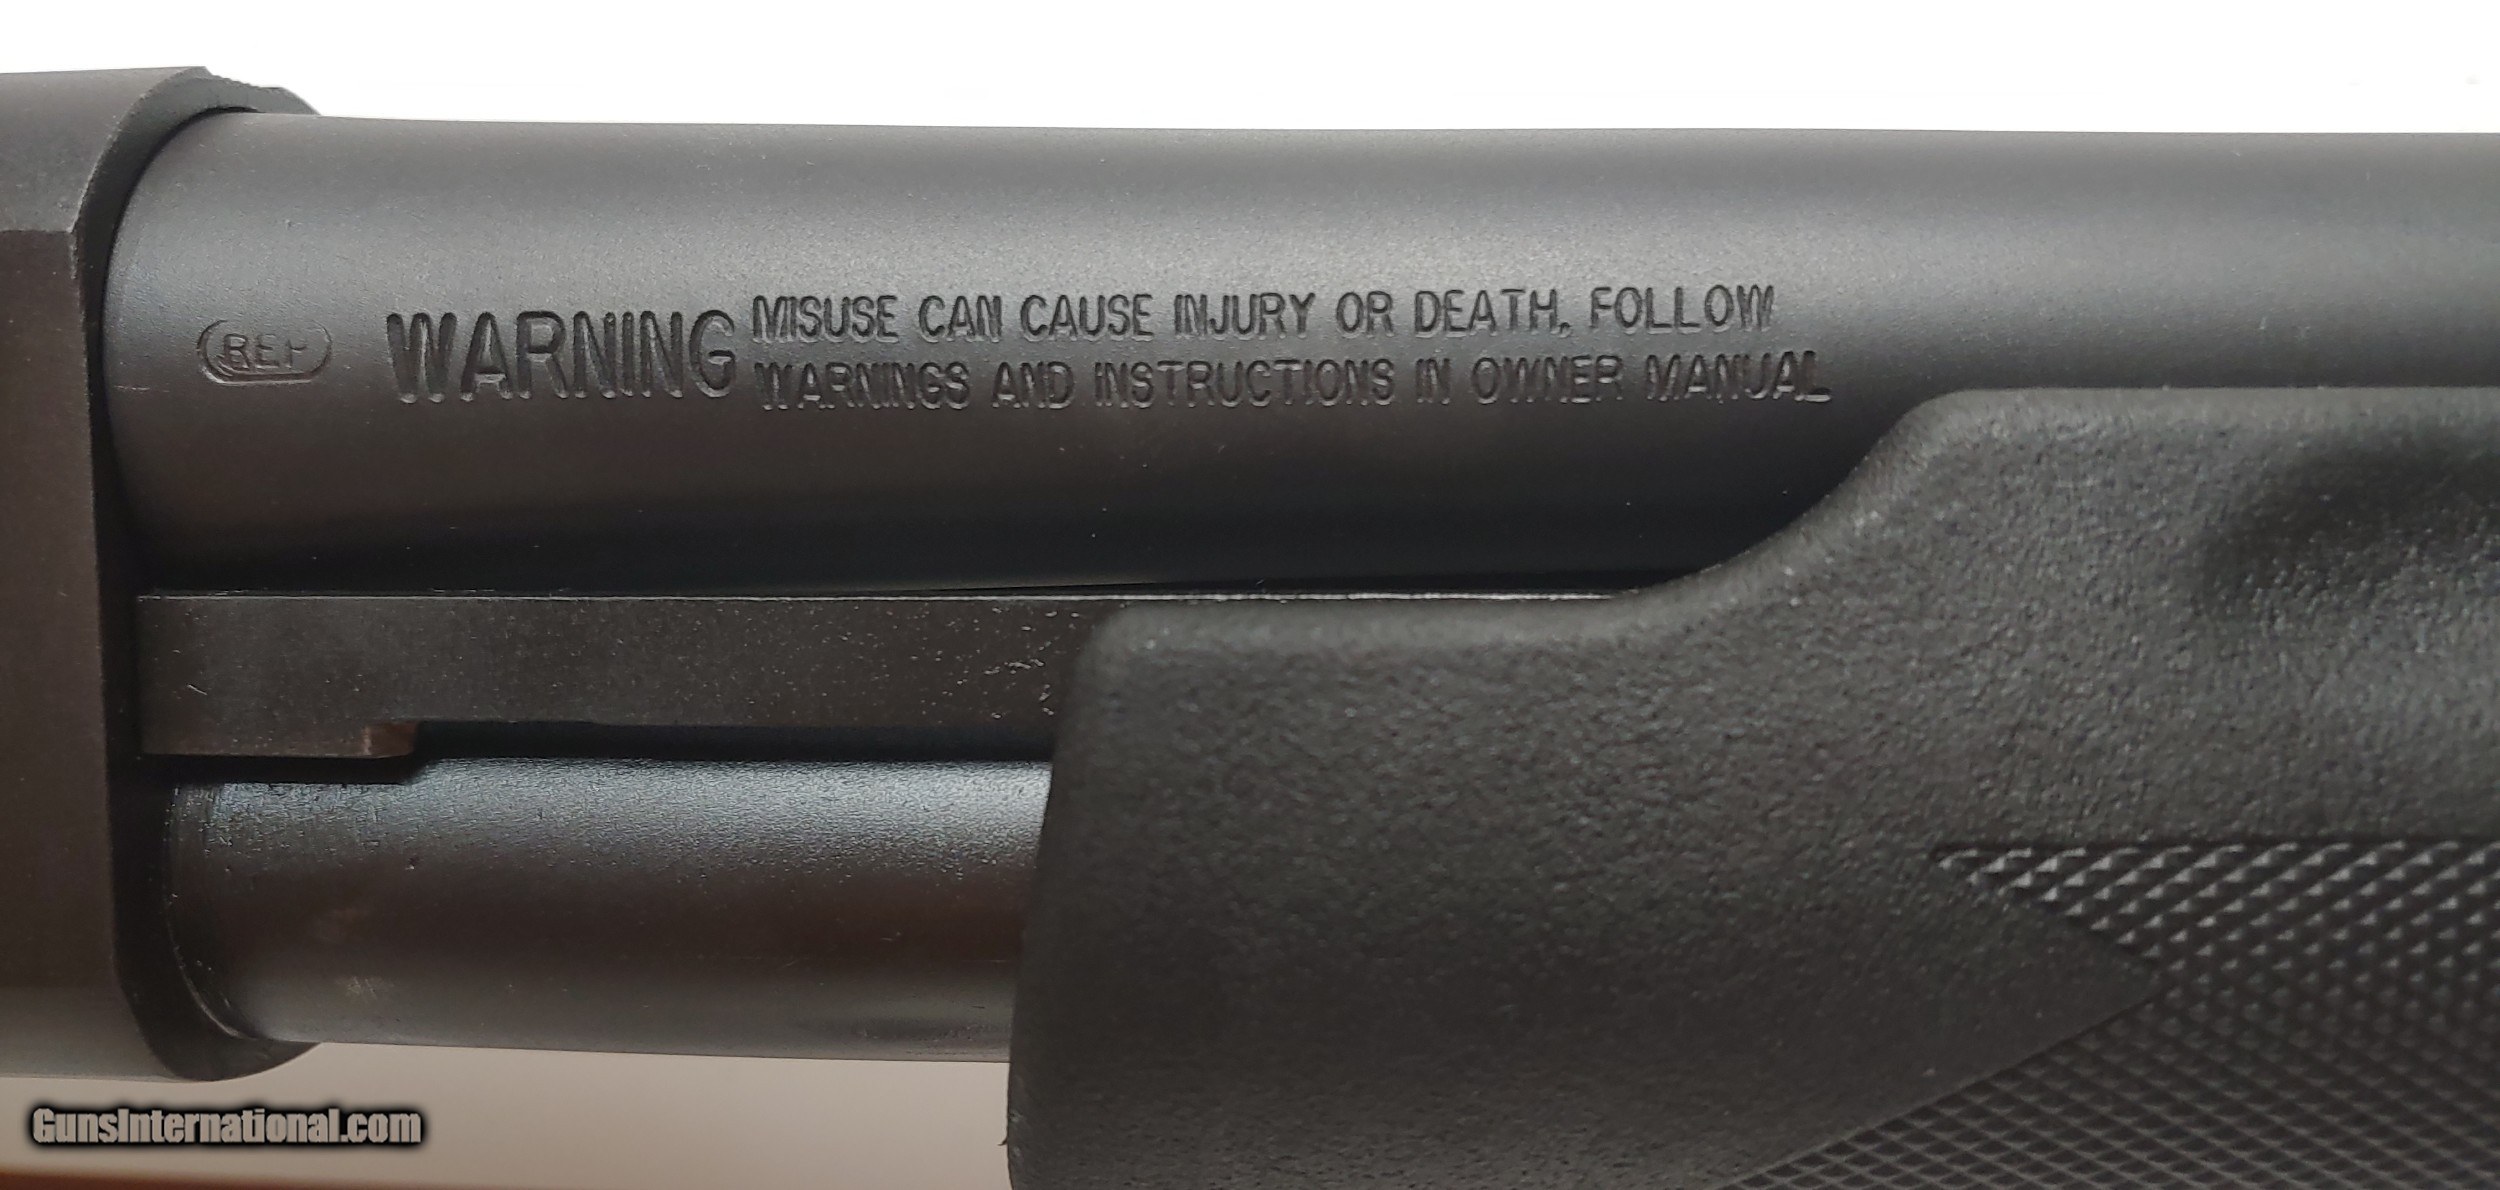 REP
WARNING
MISUSE CAN CAUSE INJURY OR DEATH. FOLLOW
WARNINGS AND INSTRUCTIONS IN OWNER MANUAL
GunsInternational.com